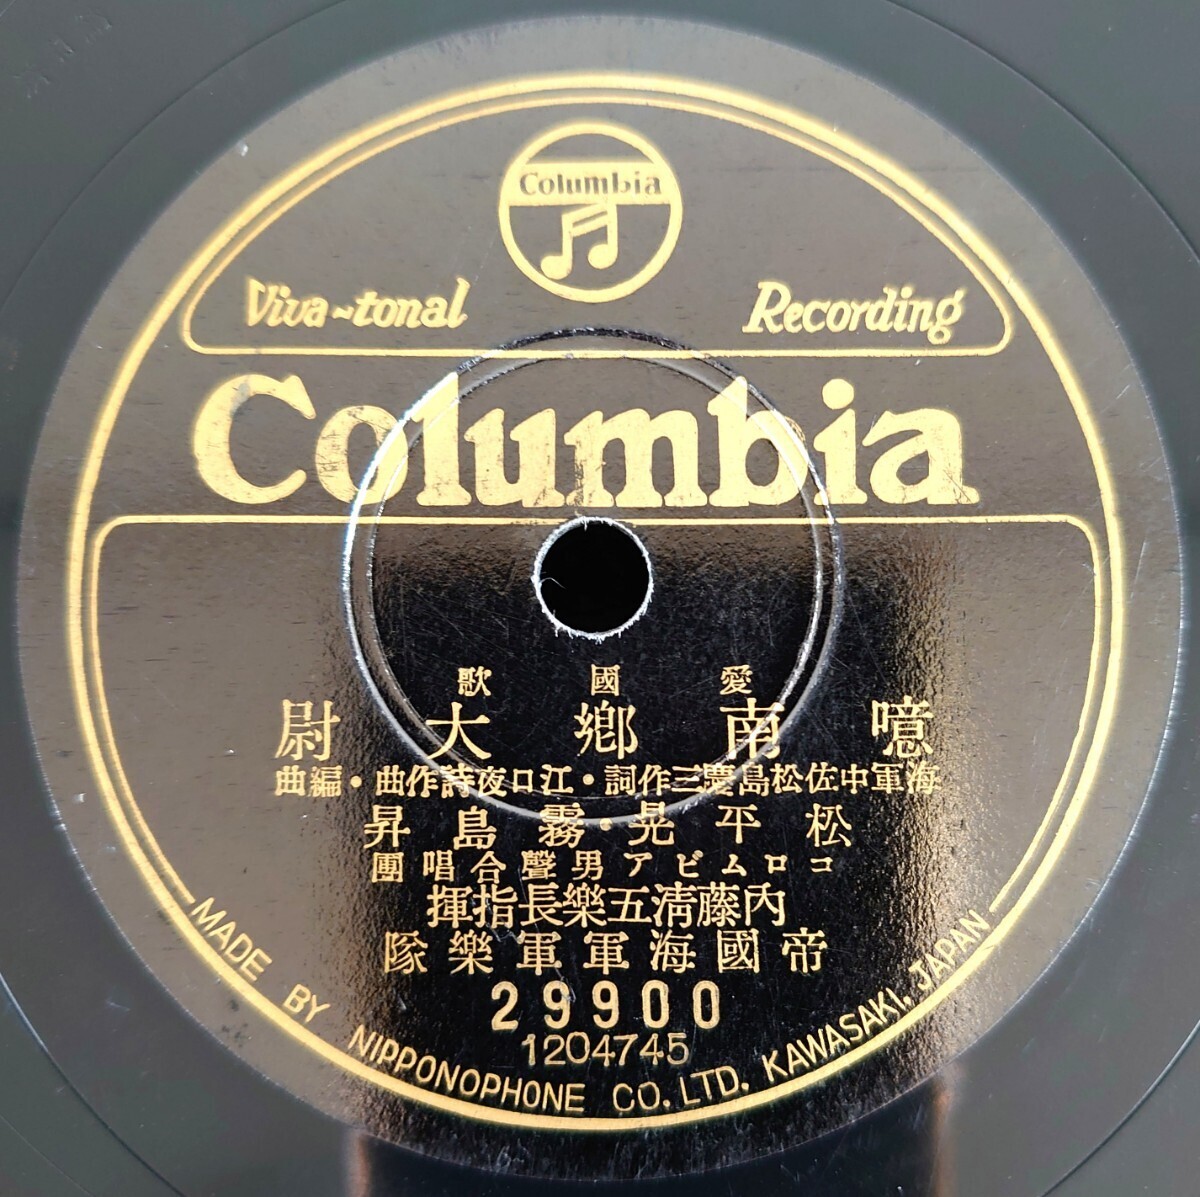 Columbia
Viva-tonal Recording
Columbia
愛國歌
噫南鄕大尉
海軍中佐松島慶三作詞・江口夜詩作曲・編曲
松平晃・霧島昇
コロムビア男聲合唱團
内藤清五樂長指揮
帝國海軍軍樂隊
29900
1204745
MADE BY NIPPONOPHONE CO. LTD. KAWASAKI, JAPAN